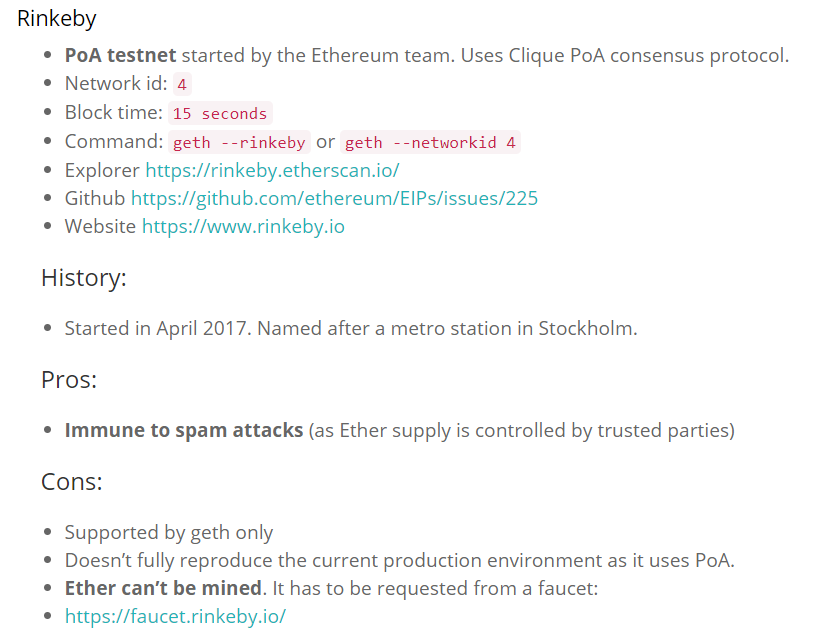 Rinkeby
PoA testnet started by the Ethereum team. Uses Clique PoA consensus protocol.
Network id: 4
Block time: 15 seconds
Command: geth --rinkeby or geth --networkid 4
Explorer https://rinkeby.etherscan.io/
Github https://github.com/ethereum/EIPs/issues/225
Website https://www.rinkeby.io
History:
Started in April 2017. Named after a metro station in Stockholm.
Pros:
Immune to spam attacks (as Ether supply is controlled by trusted parties)
Cons:
Supported by geth only
Doesn’t fully reproduce the current production environment as it uses PoA.
Ether can’t be mined. It has to be requested from a faucet:
https://faucet.rinkeby.io/